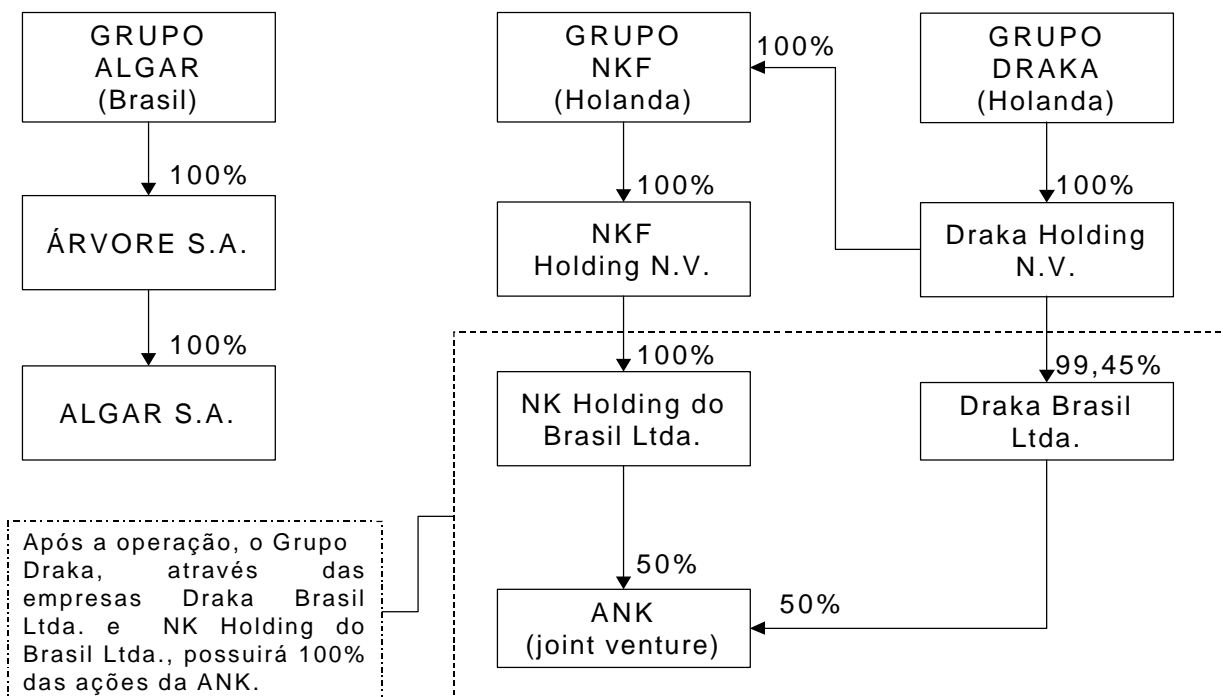 GRUPO
ALGAR
(Brasil)
100%
ÁRVORE S.A.
100%
ALGAR S.A.
GRUPO
NKF
(Holanda)
100%
GRUPO
DRAKA
(Holanda)
100%
NKF
Holding N.V.
100%
Draka Holding
N.V.
100%
NK Holding do
Brasil Ltda.
99,45%
Draka Brasil
Ltda.
50%
ANK
(joint venture)
50%
Após a operação, o Grupo
Draka, através das
empresas Draka Brasil
Ltda. e NK Holding do
Brasil Ltda., possuirá 100%
das ações da ANK.